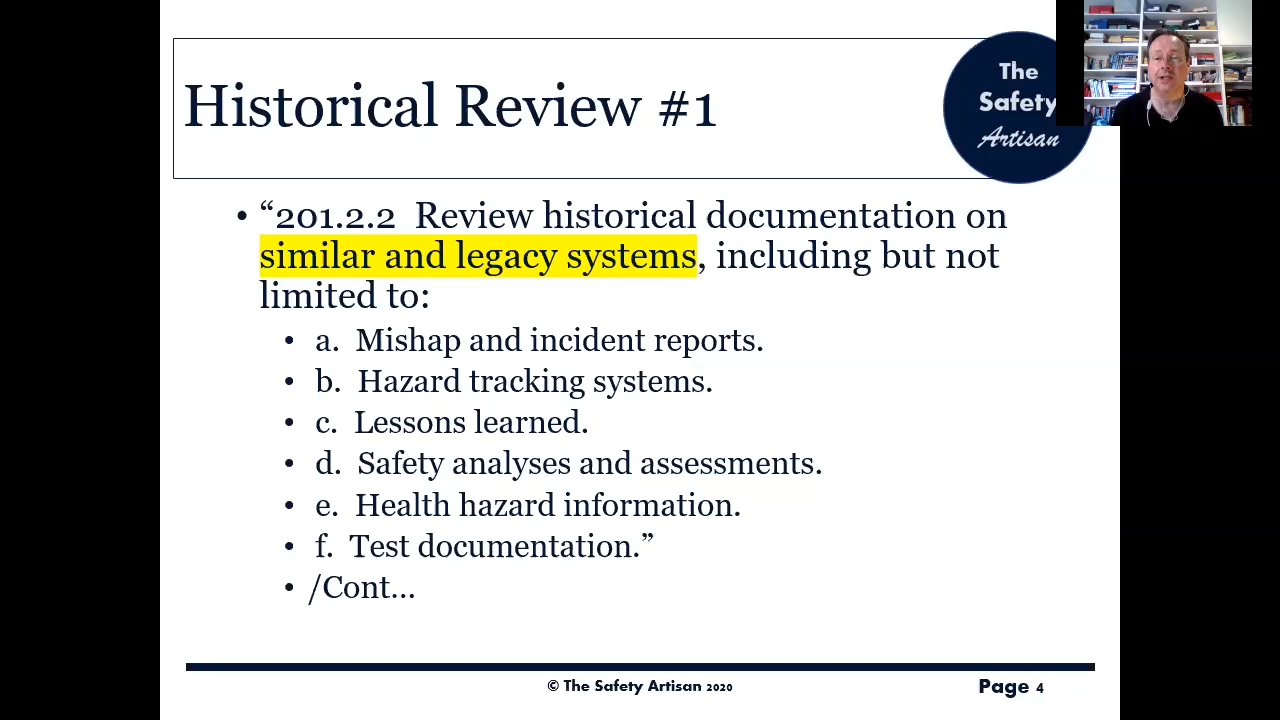 Historical Review #1
The
Safety
Artisan
• “201.2.2 Review historical documentation on
similar and legacy systems, including but not
limited to:
• a. Mishap and incident reports.
• b. Hazard tracking systems.
• c. Lessons learned.
• d. Safety analyses and assessments.
• e. Health hazard information.
• f. Test documentation.”
• /Cont...
© The Safety Artisan 2020
Page 4